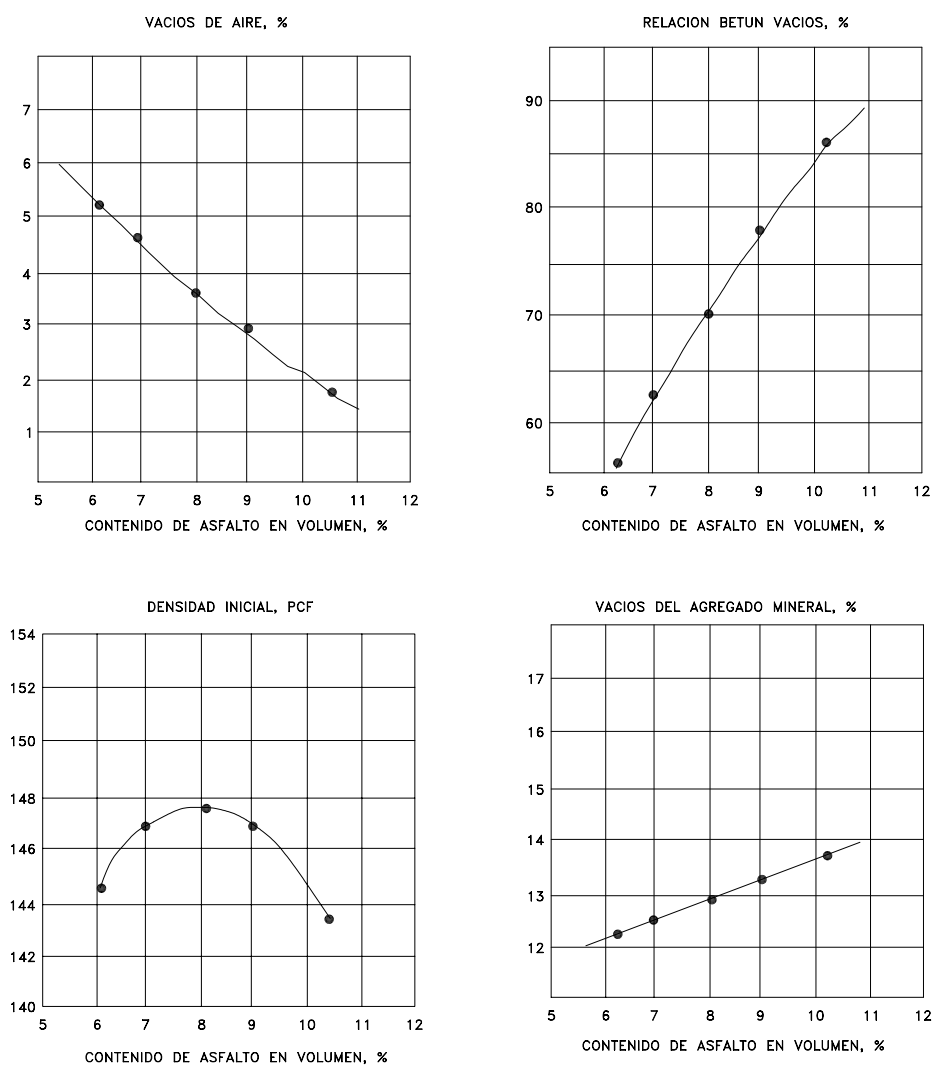 VACIOS DE AIRE, %
7
6
5
4
3
2
1
5 6 7 8 9 10 11 12
CONTENIDO DE ASFALTO EN VOLUMEN, %
RELACION BETUN VACIOS, %
90
80
70
60
5 6 7 8 9 10 11 12
CONTENIDO DE ASFALTO EN VOLUMEN, %
DENSIDAD INICIAL, PCF
154
152
150
148
146
144
142
140
5 6 7 8 9 10 11 12
CONTENIDO DE ASFALTO EN VOLUMEN, %
VACIOS DEL AGREGADO MINERAL, %
17
16
15
14
13
12
5 6 7 8 9 10 11 12
CONTENIDO DE ASFALTO EN VOLUMEN, %